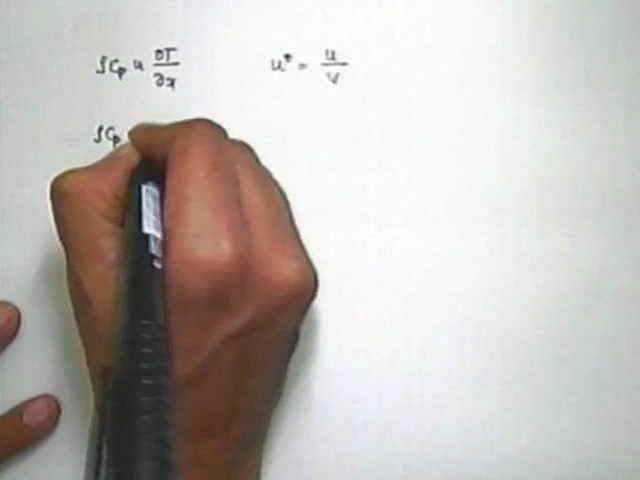 ρCp u ∂T/∂x u* = u/V
ρCp